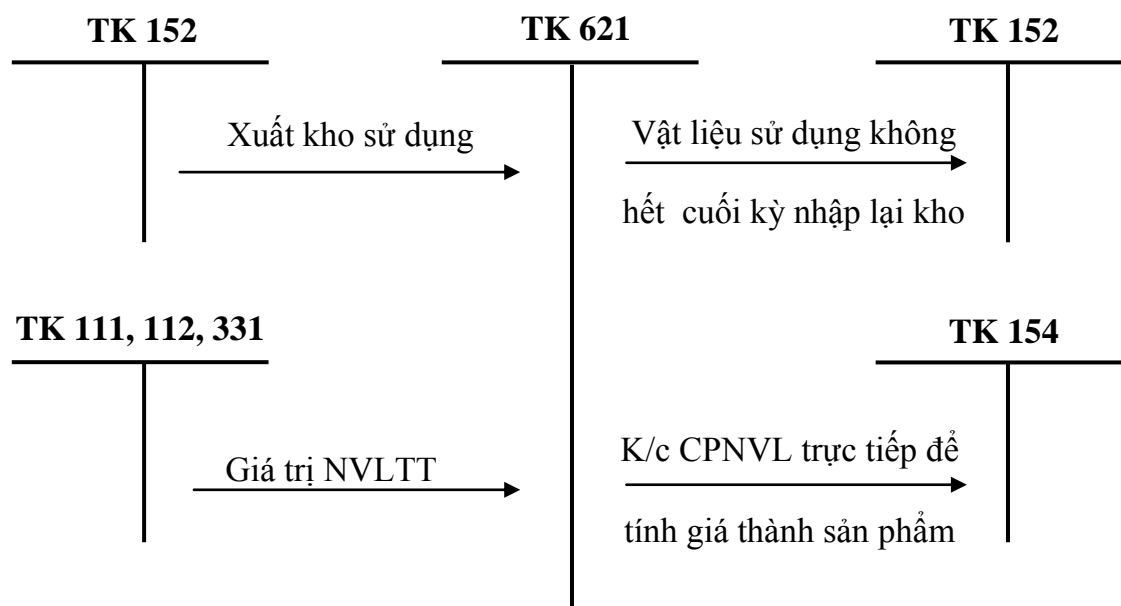 TK 152
TK 621
TK 152
Xuất kho sử dụng
Vật liệu sử dụng không
hết cuối kỳ nhập lại kho
TK 111, 112, 331
TK 154
Giá trị NVLTT
K/c CPNVL trực tiếp để
tính giá thành sản phẩm